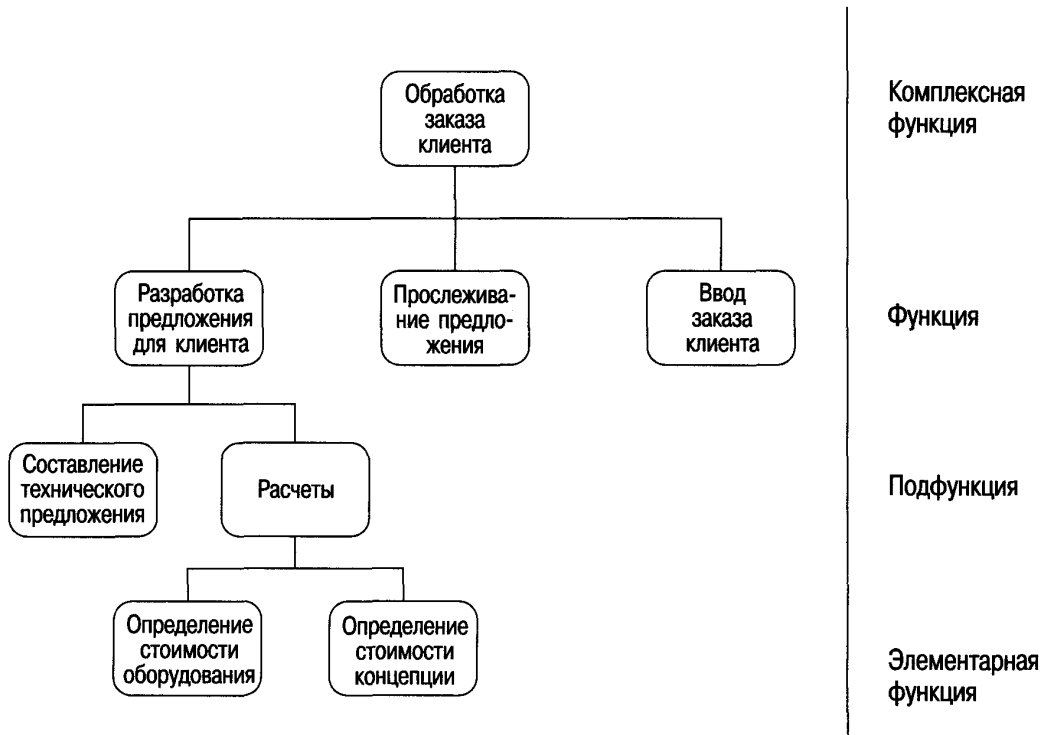 Обработка
заказа
клиента
Комплексная
функция
Разработка
предложения
для клиента
Прослежива-
ние предло-
жения
Ввод
заказа
клиента
Функция
Составление
технического
предложения
Расчеты
Подфункция
Определение
стоимости
оборудования
Определение
стоимости
концепции
Элементарная
функция